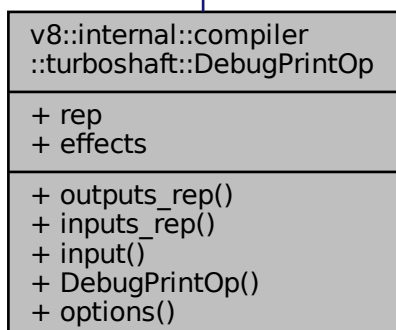 v8::internal::compiler
::turboshaft::DebugPrintOp
+ rep
+ effects
+ outputs_rep()
+ inputs_rep()
+ input()
+ DebugPrintOp()
+ options()